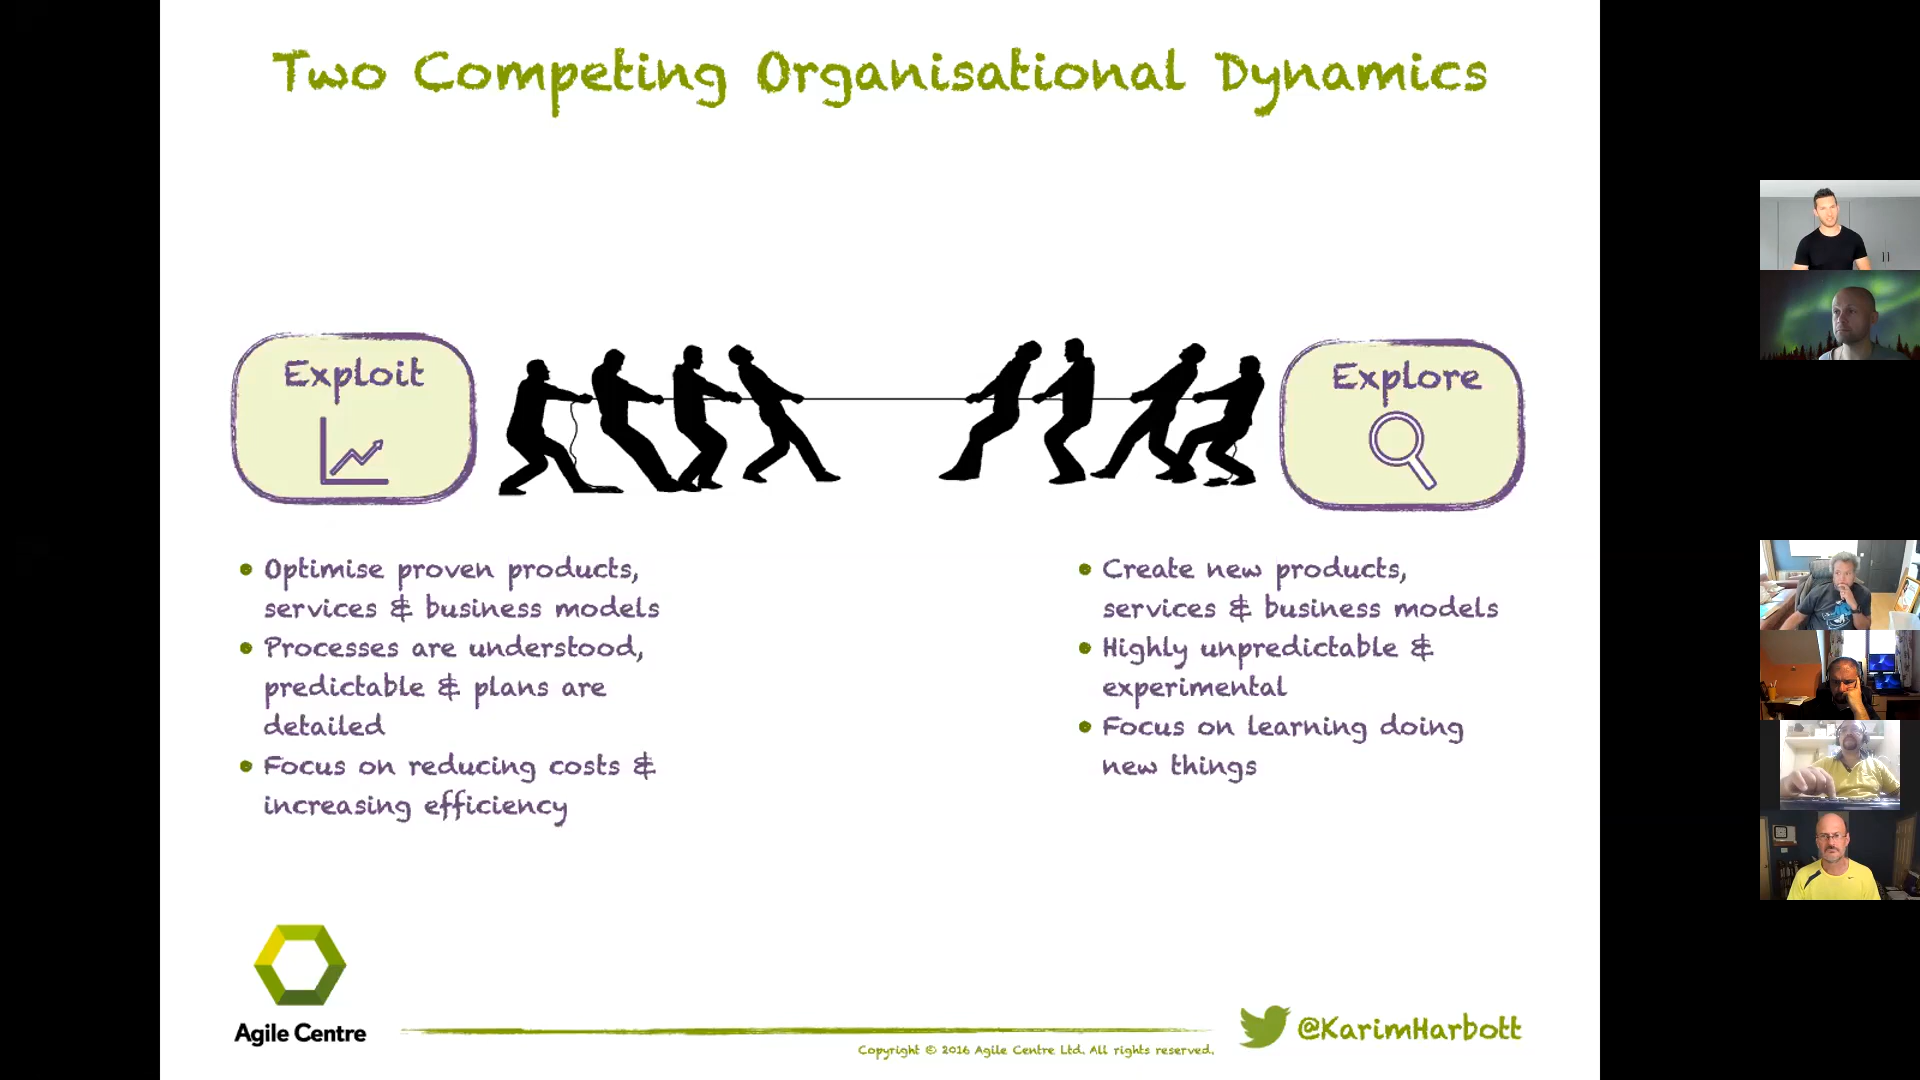 Two Competing Organisational Dynamics
Exploit
Explore
• Optimise proven products,
services & business models
• Processes are understood,
predictable & plans are
detailed
• Focus on reducing costs &
increasing efficiency
• Create new products,
services & business models
• Highly unpredictable &
experimental
• Focus on learning doing
new things
Agile Centre
Copyright © 2016 Agile Centre Ltd. All rights reserved.
@KarimHarbott